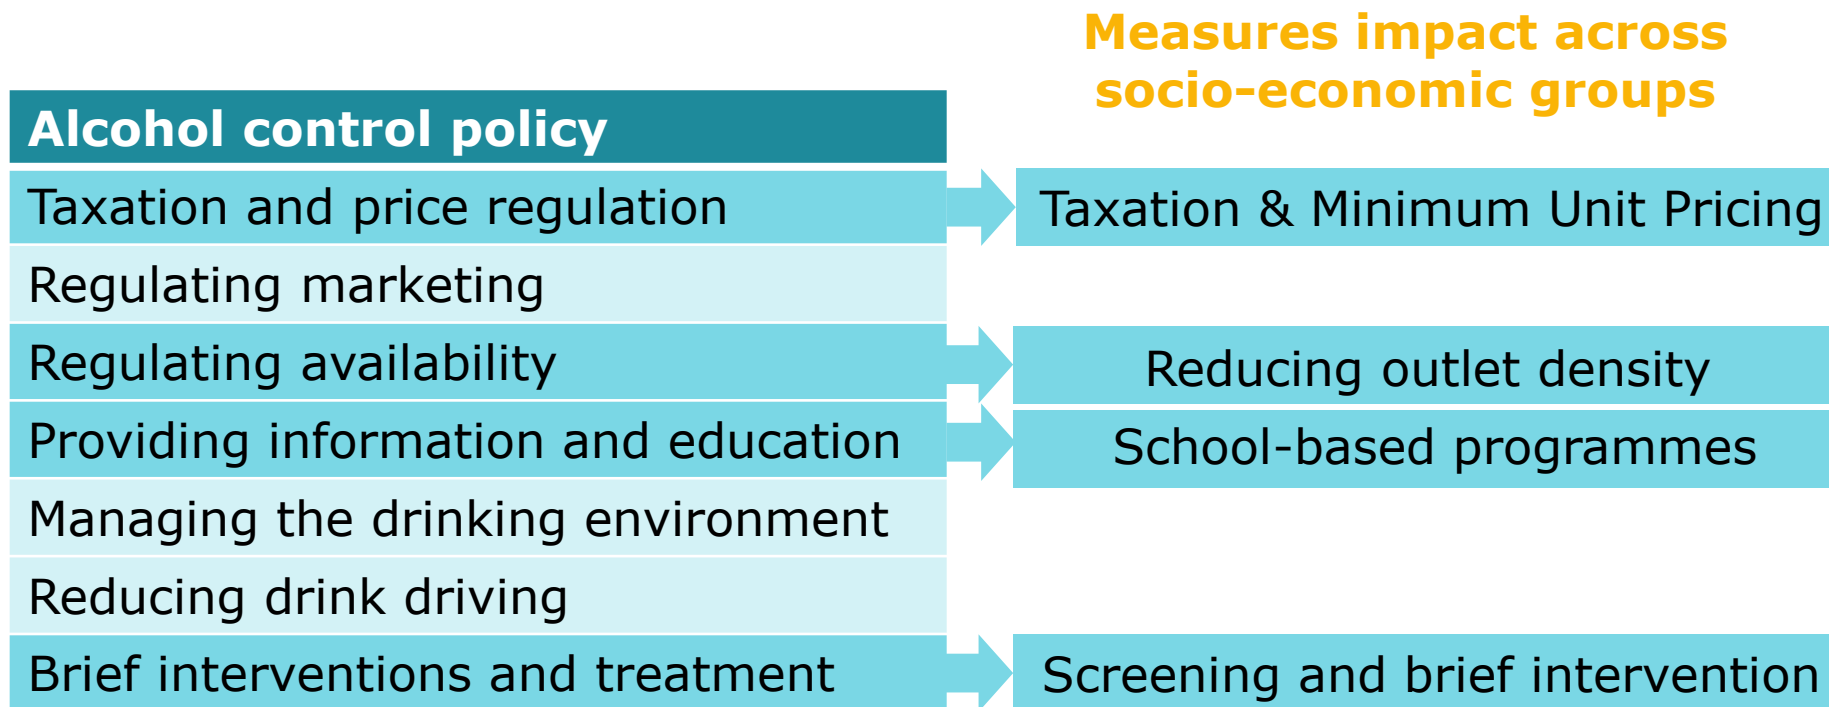 Measures impact across
socio-economic groups
Alcohol control policy
Taxation and price regulation
Taxation & Minimum Unit Pricing
Regulating marketing
Regulating availability
Reducing outlet density
Providing information and education
School-based programmes
Managing the drinking environment
Reducing drink driving
Brief interventions and treatment
Screening and brief intervention